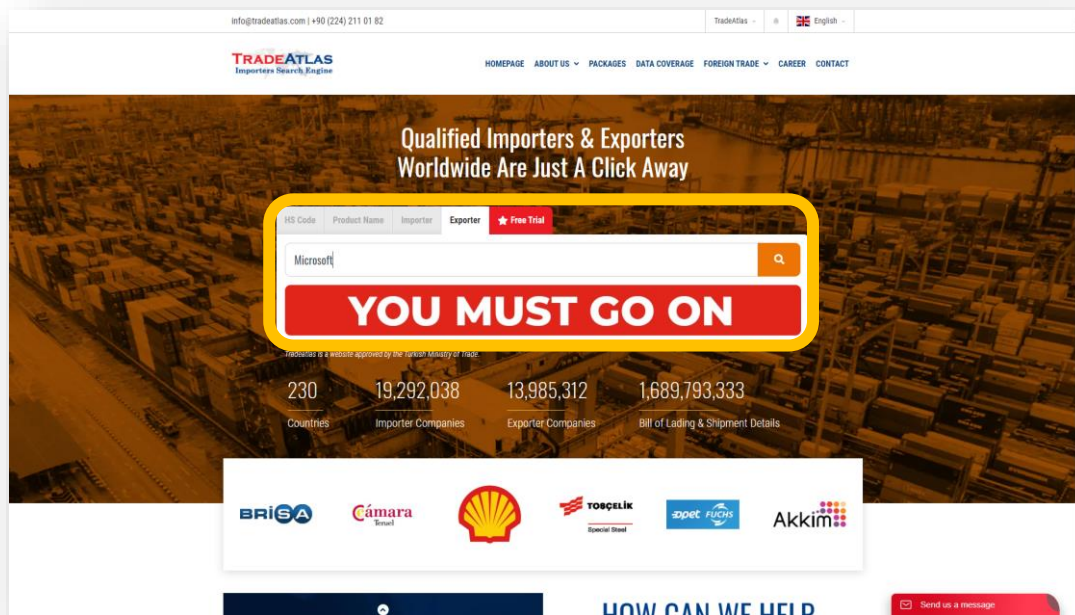 info@tradeatlas.com | +90 (224) 211 01 82
TradeAtlas
English
TRADEATLAS
Importers Search Engine
HOMEPAGE ABOUT US PACKAGES DATA COVERAGE FOREIGN TRADE CAREER CONTACT
Qualified Importers & Exporters
Worldwide Are Just A Click Away
HS Code Product Name Importer Exporter Free Trial
Microsoft
YOU MUST GO ON
Tradeatlas is a website approved by the Turkish Ministry of Trade.
230 19,292,038 13,985,312 1,689,793,333
Countries Importer Companies Exporter Companies Bill of Lading & Shipment Details
BRİSA Cámara TOSÇELİK opet FUCHS Akkim
Teruel
Special Steel
HOW CAN WE HELP
Send us a message